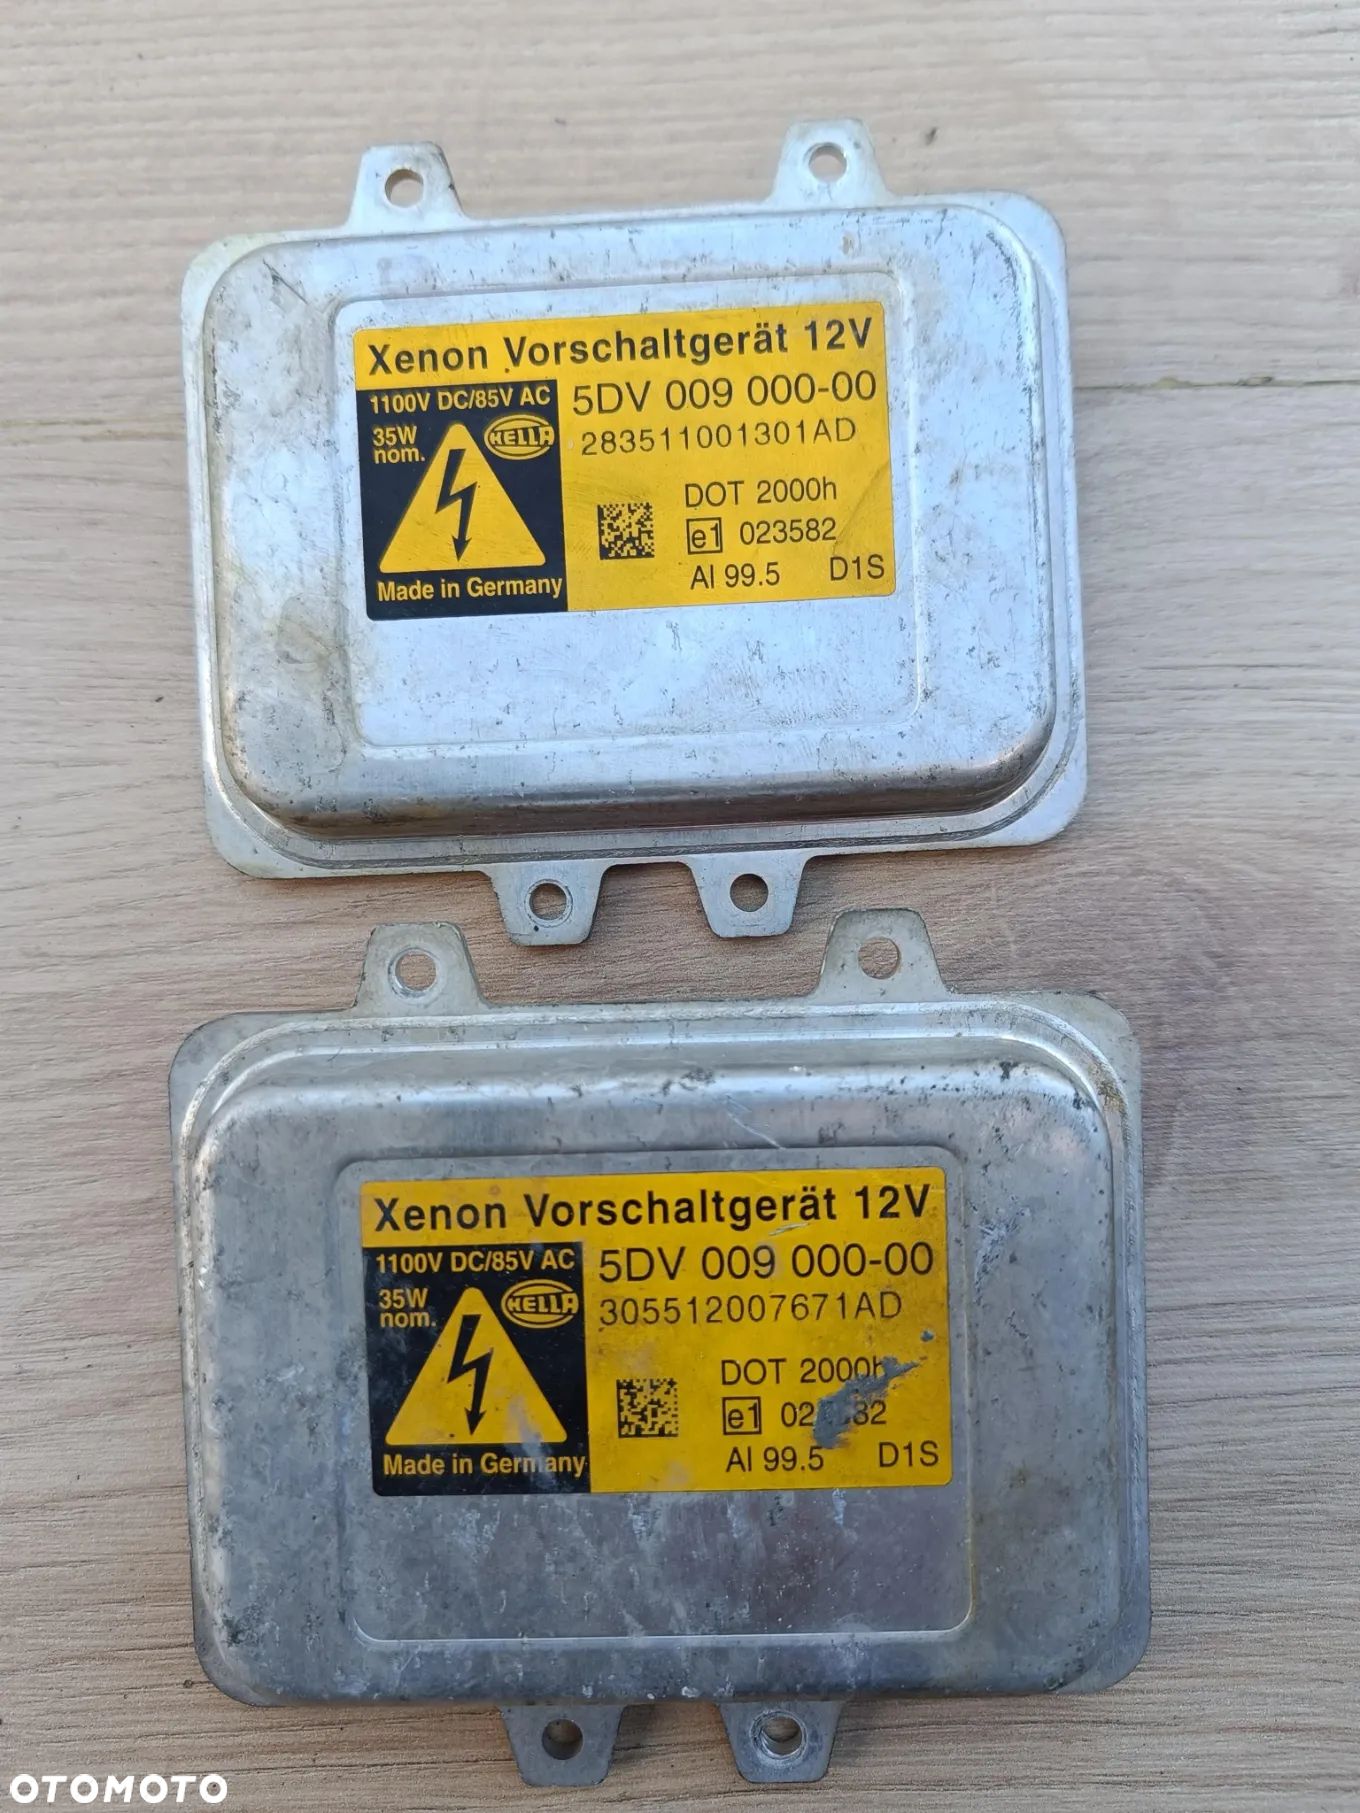 Xenon Vorschaltgerät 12V
1100V DC/85V AC
5DV 009 000-00
35W
nom.
HELLA
283511001301AD
DOT 2000h
e1 023582
Al 99.5 D1S
Made in Germany
Xenon Vorschaltgerät 12V
1100V DC/85V AC
5DV 009 000-00
35W
nom.
HELLA
305512007671AD
DOT 2000h
e1
Al 99.5 D1S
Made in Germany
OTOMOTO